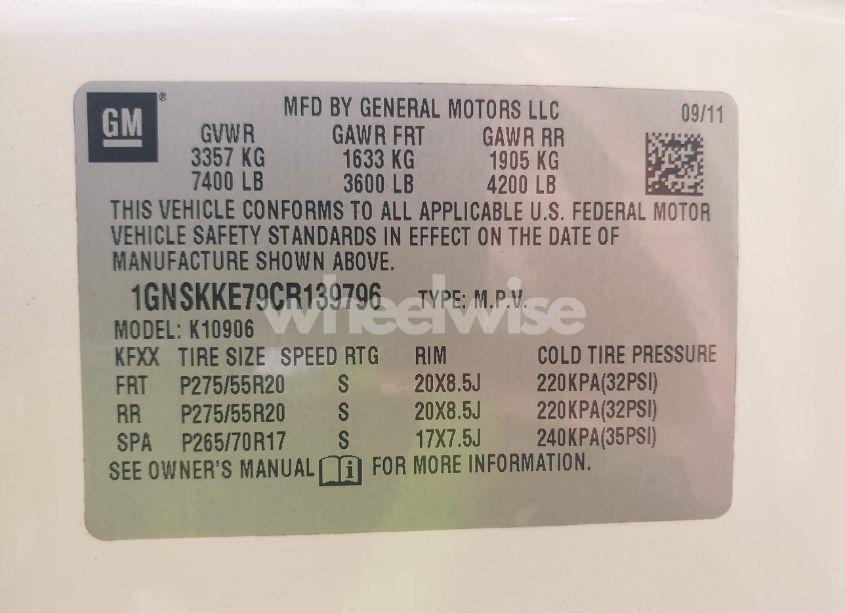 GM®
MFD BY GENERAL MOTORS LLC 09/11
GVWR GAWR FRT GAWR RR
3357 KG 1633 KG 1905 KG
7400 LB 3600 LB 4200 LB
THIS VEHICLE CONFORMS TO ALL APPLICABLE U.S. FEDERAL MOTOR
VEHICLE SAFETY STANDARDS IN EFFECT ON THE DATE OF
MANUFACTURE SHOWN ABOVE.
1GNSKKE79CR139796 TYPE: M.P.V.
wheelwise
MODEL: K10906
KFXX TIRE SIZE SPEED RTG RIM COLD TIRE PRESSURE
FRT P275/55R20 S 20X8.5J 220KPA(32PSI)
RR P275/55R20 S 20X8.5J 220KPA(32PSI)
SPA P265/70R17 S 17X7.5J 240KPA(35PSI)
SEE OWNER'S MANUAL i FOR MORE INFORMATION.